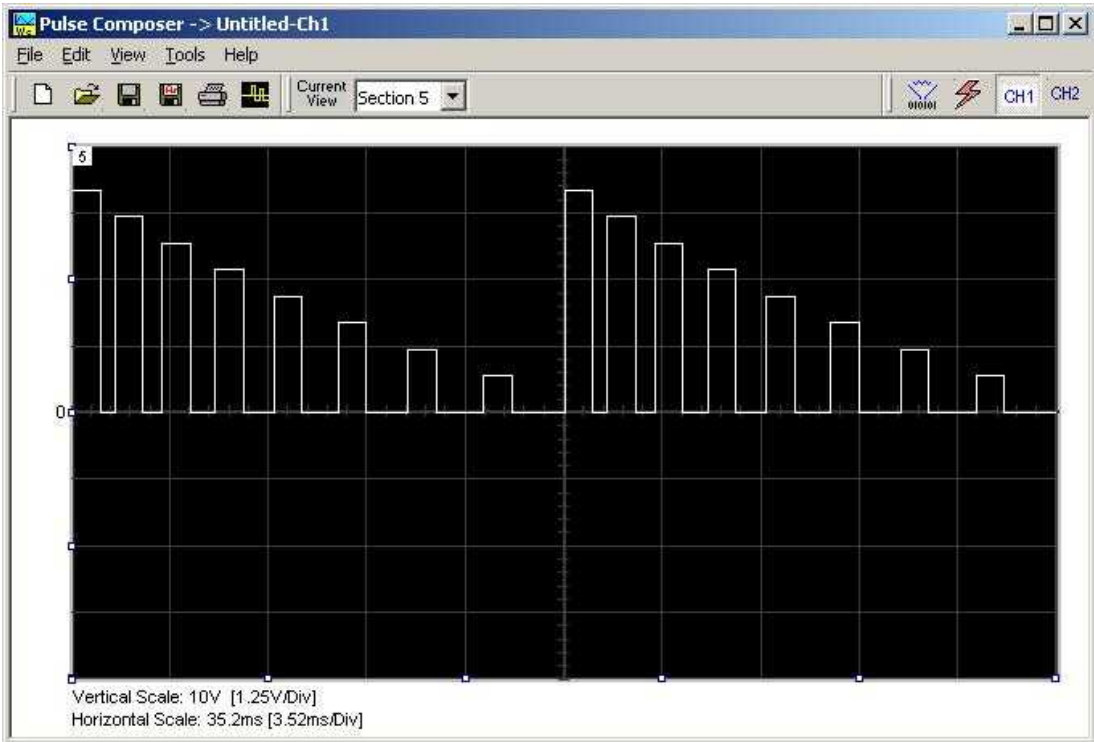 Pulse Composer -> Untitled-Ch1
File Edit View Tools Help
Current View Section 5 010101 CH1 CH2
5
0
Vertical Scale: 10V [1.25V/Div]
Horizontal Scale: 35.2ms [3.52ms/Div]